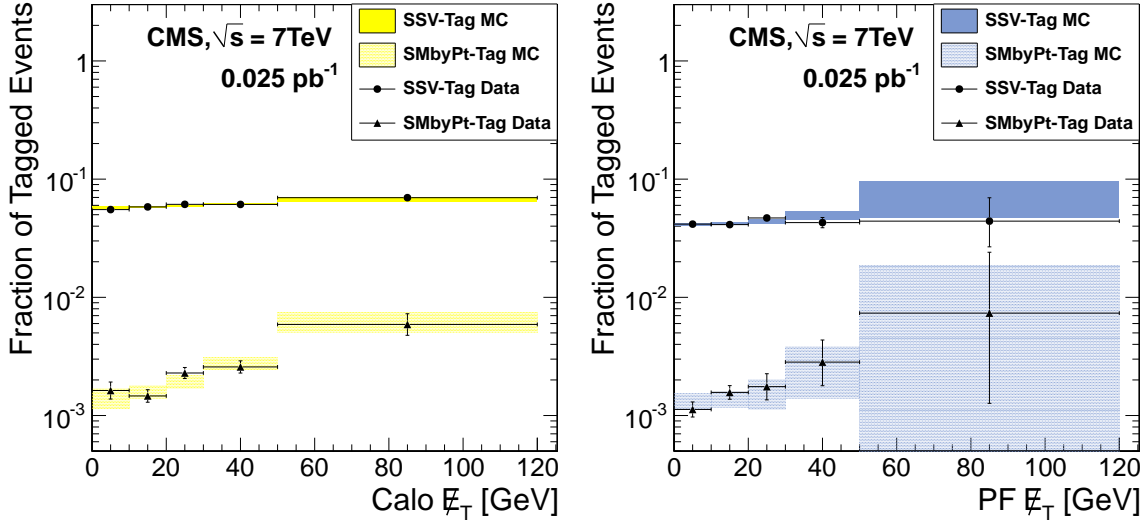 CMS, √s = 7TeV
0.025 pb⁻¹
SSV-Tag MC
SMbyPt-Tag MC
SSV-Tag Data
SMbyPt-Tag Data
Fraction of Tagged Events
1
10⁻¹
10⁻²
10⁻³
0 20 40 60 80 100 120
Calo E̸_T [GeV]
CMS, √s = 7TeV
0.025 pb⁻¹
SSV-Tag MC
SMbyPt-Tag MC
SSV-Tag Data
SMbyPt-Tag Data
Fraction of Tagged Events
1
10⁻¹
10⁻²
10⁻³
0 20 40 60 80 100 120
PF E̸_T [GeV]